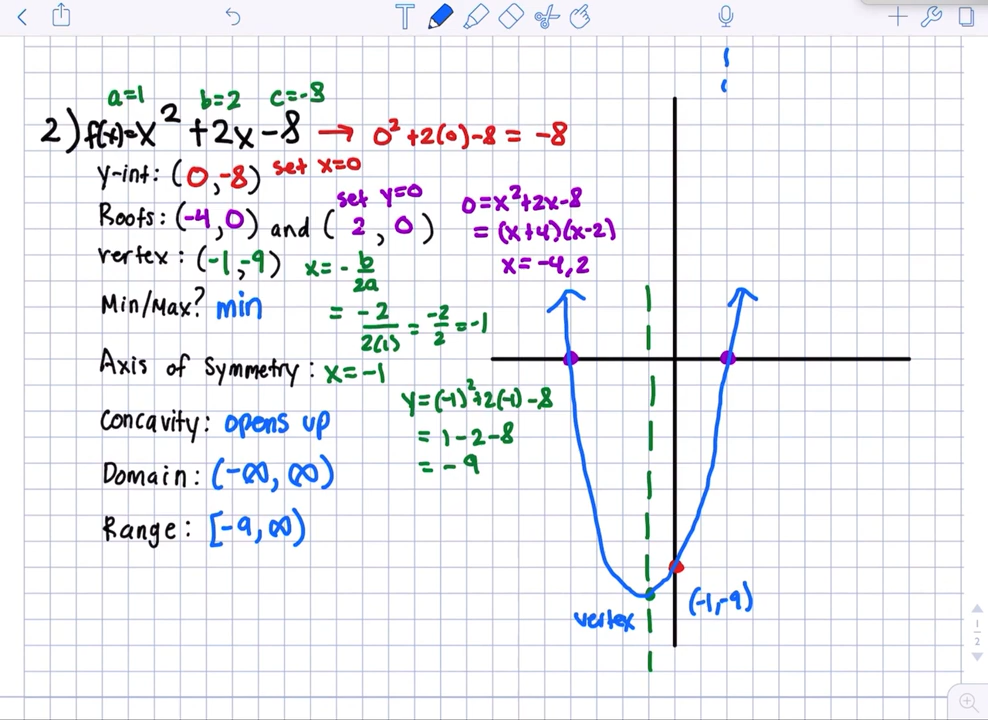 a=1 b=2 c=-8
2) f(x)=x² +2x-8 → 0²+2(0)-8 = -8
y-int: (0,-8) set x=0
set y=0
Roots: (-4,0) and (2,0)
0=x²+2x-8
=(x+4)(x-2)
x=-4,2
vertex: (-1,-9) x=-b/2a
= -2/2(1) = -2/2 = -1
Min/Max? min
Axis of Symmetry: x=-1
y=(-1)²+2(-1)-8
= 1-2-8
= -9
Concavity: opens up
Domain: (-∞, ∞)
Range: [-9,∞)
vertex (-1,-9)
1
2